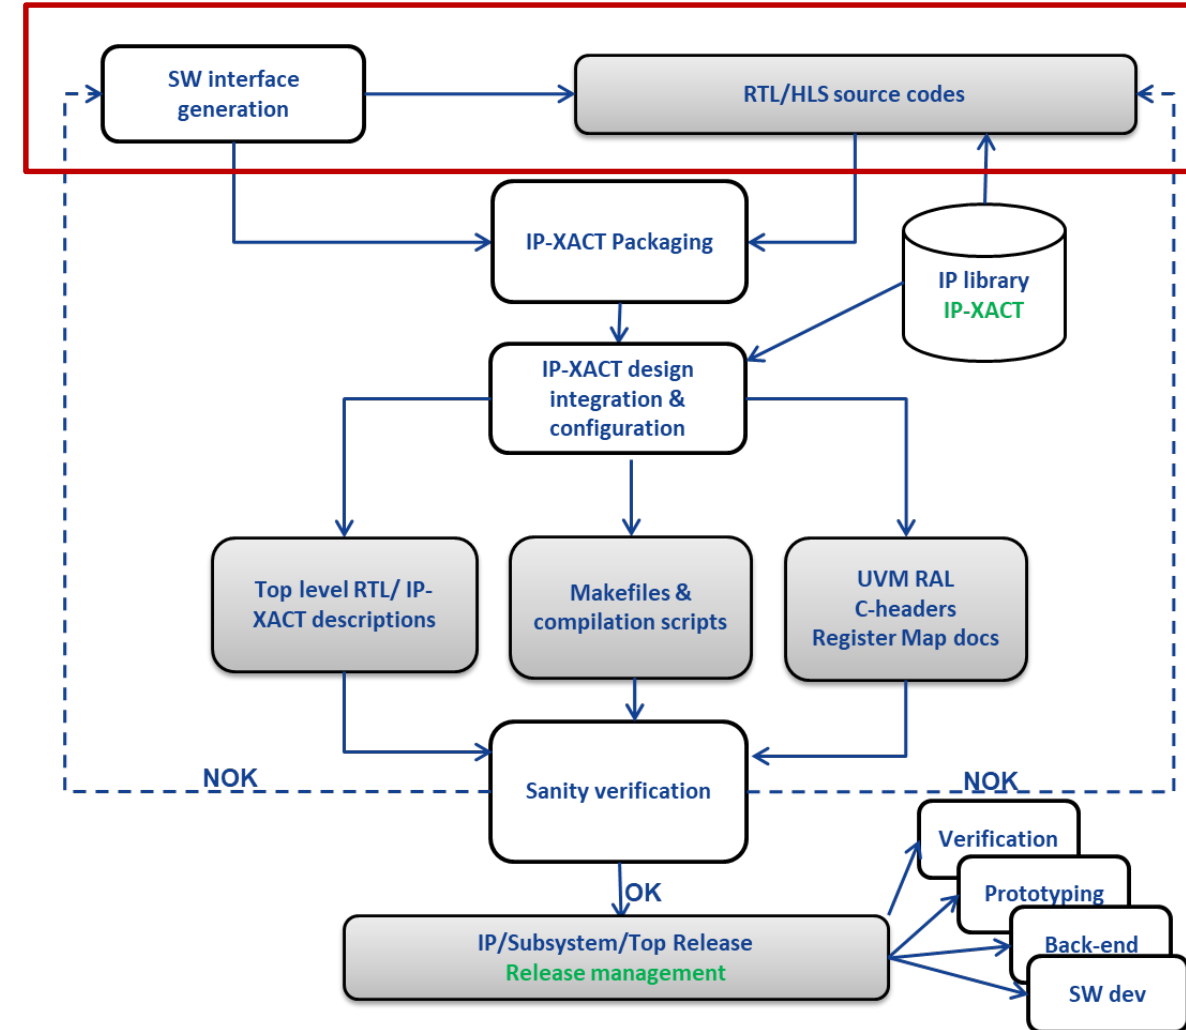 SW interface
generation
RTL/HLS source codes
IP-XACT Packaging
IP library
IP-XACT
IP-XACT design
integration &
configuration
Top level RTL/ IP-
XACT descriptions
Makefiles &
compilation scripts
UVM RAL
C-headers
Register Map docs
NOK
Sanity verification
NOK
OK
IP/Subsystem/Top Release
Release management
Verification
Prototyping
Back-end
SW dev